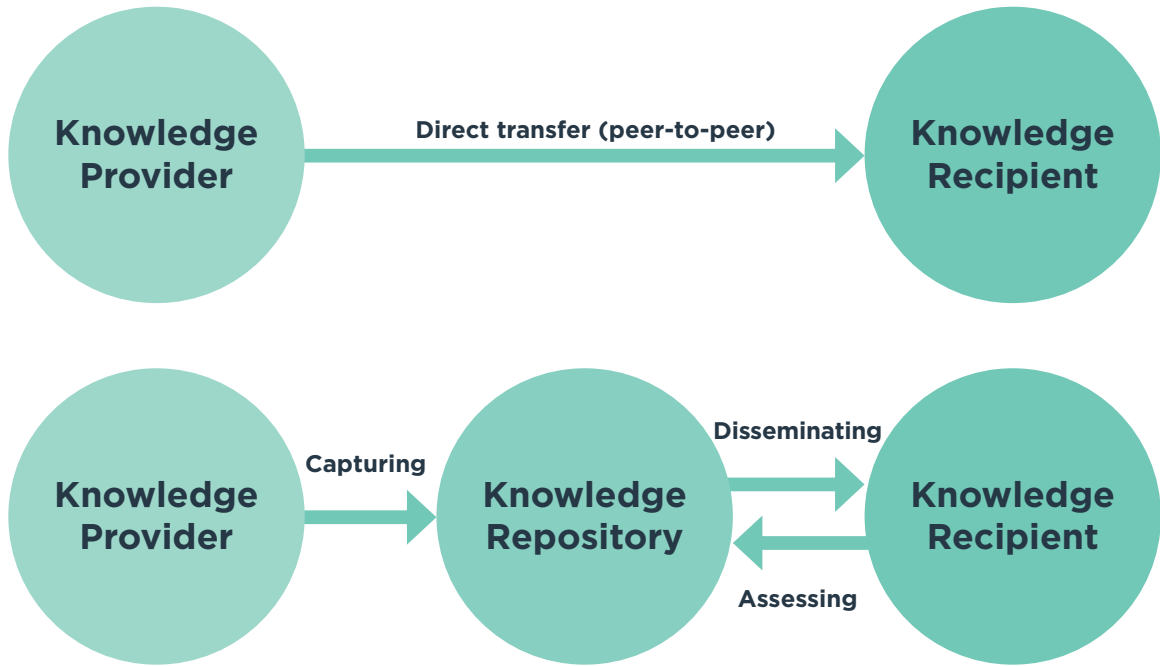 Knowledge
Provider
Direct transfer (peer-to-peer)
Knowledge
Recipient
Knowledge
Provider
Capturing
Knowledge
Repository
Disseminating
Assessing
Knowledge
Recipient